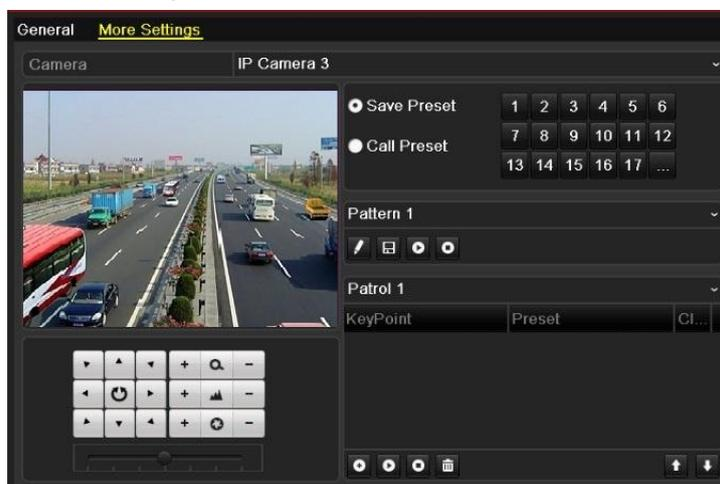 General More Settings
Camera IP Camera 3
Save Preset 1 2 3 4 5 6
Call Preset 7 8 9 10 11 12
13 14 15 16 17 ...
Pattern 1
Patrol 1
KeyPoint Preset Cl...